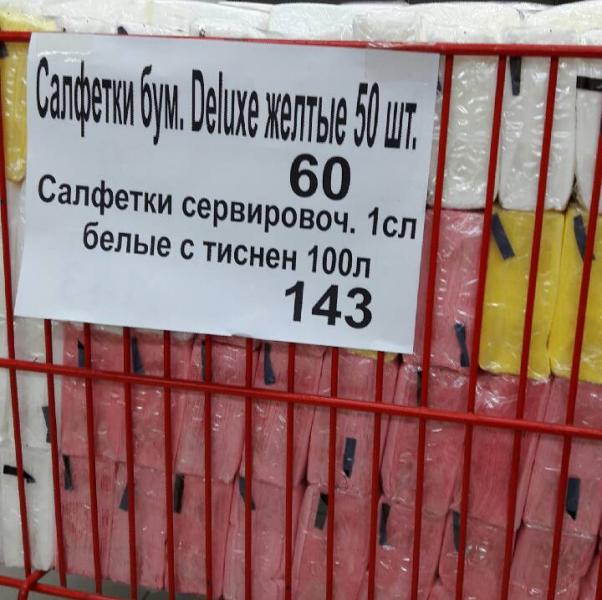 Салфетки бум. Deluxe желтые 50 шт.
60
Салфетки сервировоч. 1сл
белые с тиснен 100л
143